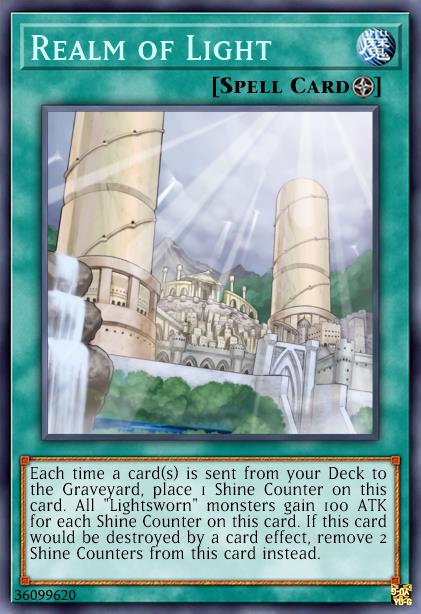 Realm of Light
[Spell Card]
Each time a card(s) is sent from your Deck to
the Graveyard, place 1 Shine Counter on this
card. All "Lightsworn" monsters gain 100 ATK
for each Shine Counter on this card. If this card
would be destroyed by a card effect, remove 2
Shine Counters from this card instead.
36099620